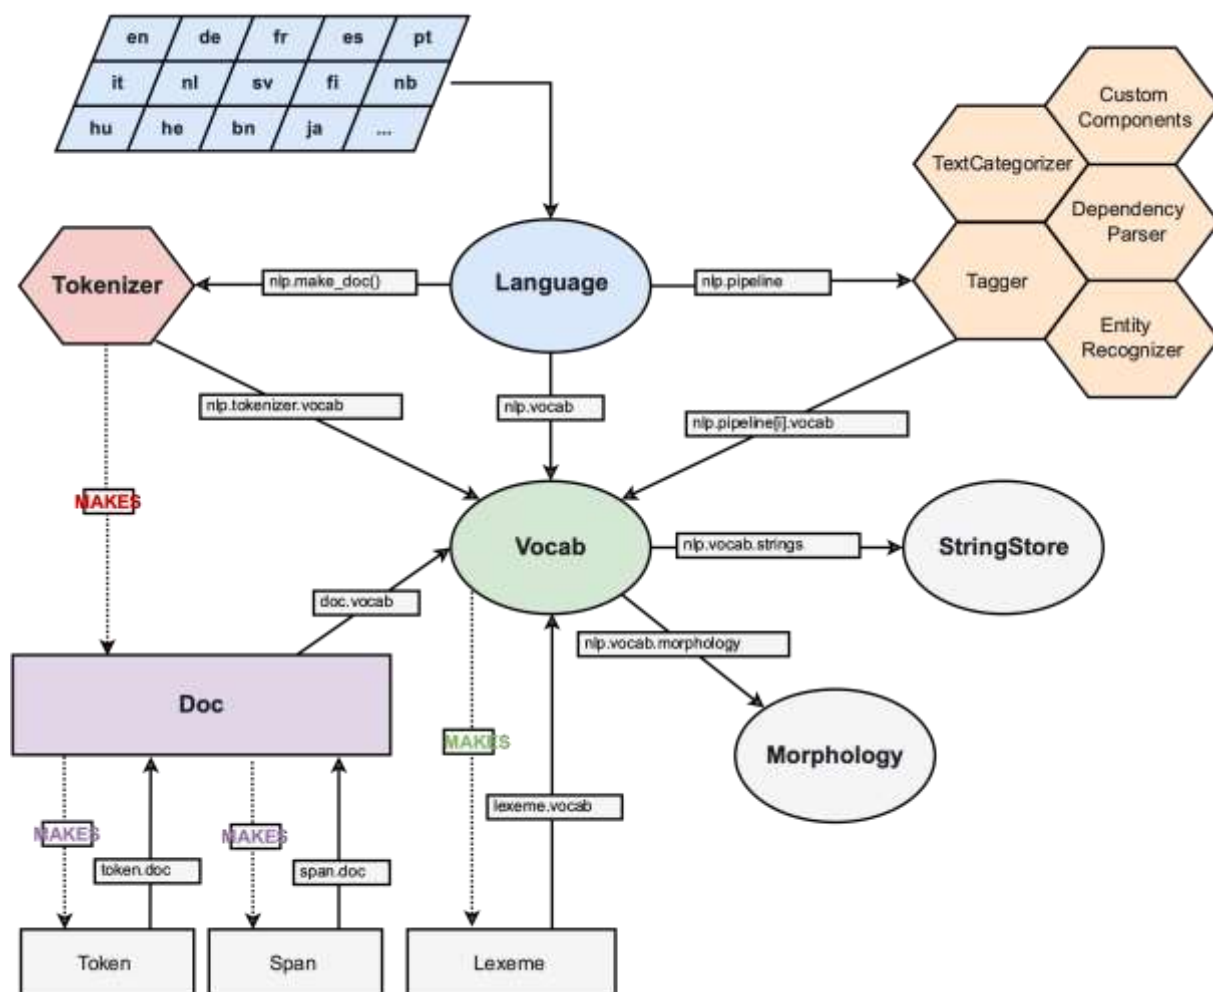 en de fr es pt
it nl sv fi nb
hu he bn ja ...
Custom
Components
TextCategorizer
Dependency
Parser
Tokenizer
nlp.make_doc()
Language
nlp.pipeline
Tagger
Entity
Recognizer
nlp.tokenizer.vocab
nlp.vocab
nlp.pipeline[i].vocab
MAKES
Vocab
nlp.vocab.strings
StringStore
doc.vocab
nlp.vocab.morphology
Doc
MAKES
Morphology
lexeme.vocab
MAKES
MAKES
token.doc
span.doc
Token
Span
Lexeme